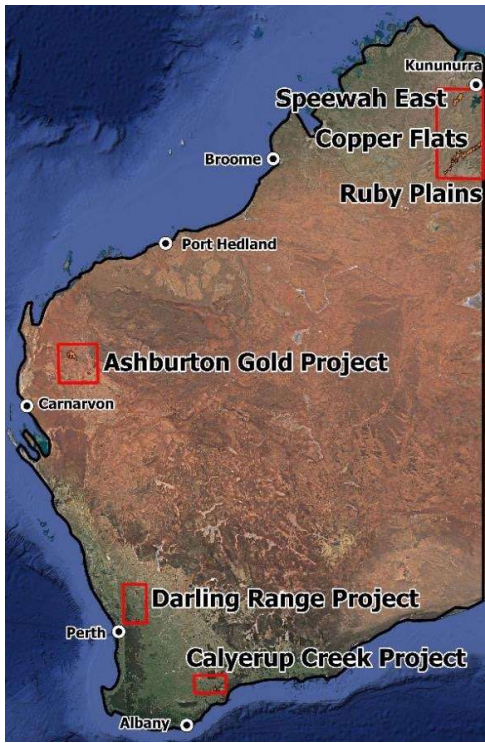 Kununurra
Speewah East
Copper Flats
Broome
Ruby Plains
Port Hedland
Ashburton Gold Project
Carnarvon
Darling Range Project
Perth
Calyerup Creek Project
Albany